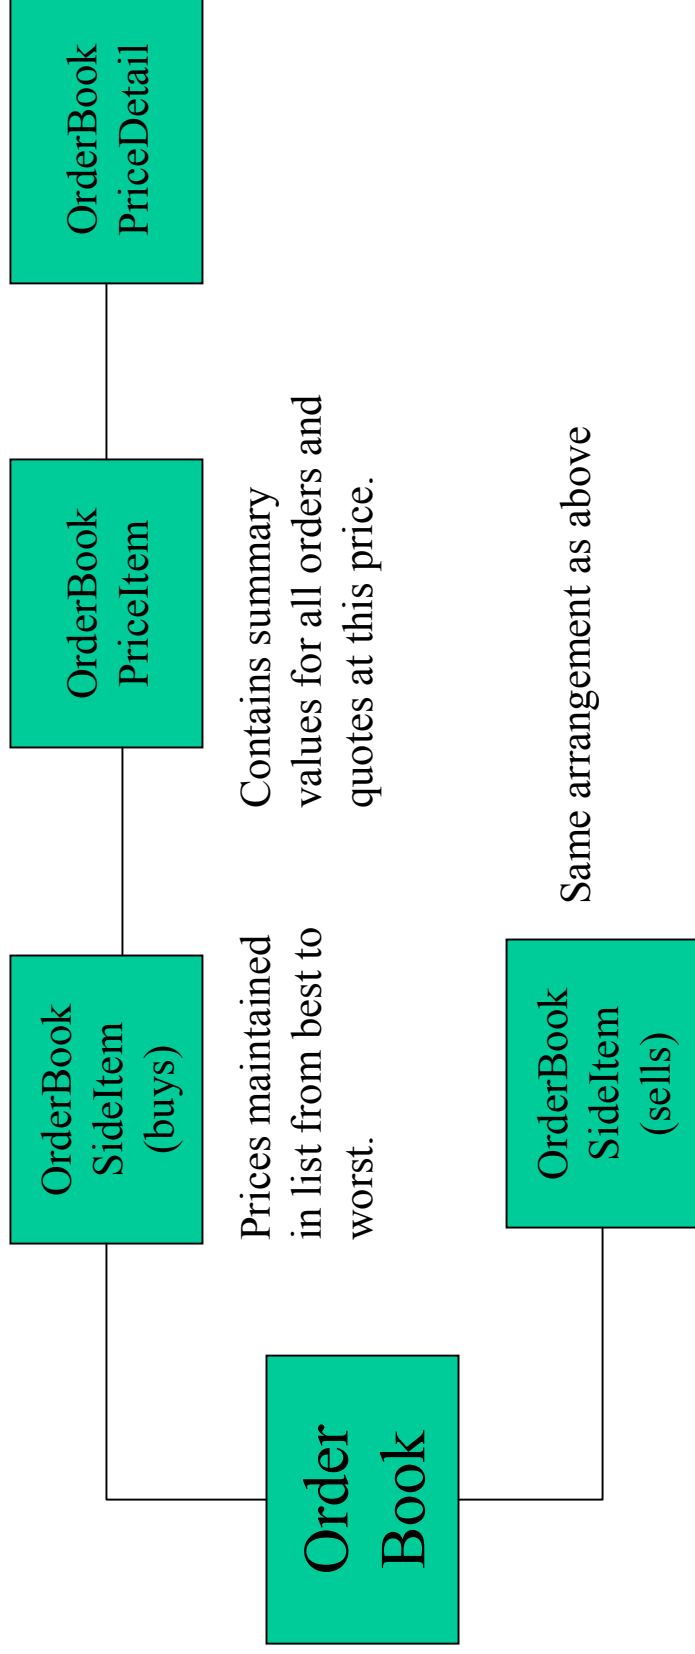 Order
Book
OrderBook
SideItem
(buys)
OrderBook
PriceItem
OrderBook
PriceDetail
Prices maintained
in list from best to
worst.
Contains summary
values for all orders and
quotes at this price.
OrderBook
SideItem
(sells)
Same arrangement as above